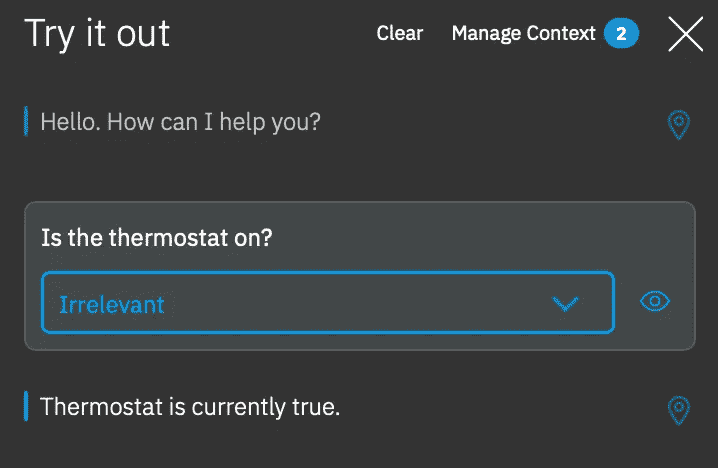 Try it out Clear Manage Context 2
Hello. How can I help you?
Is the thermostat on?
Irrelevant
Thermostat is currently true.